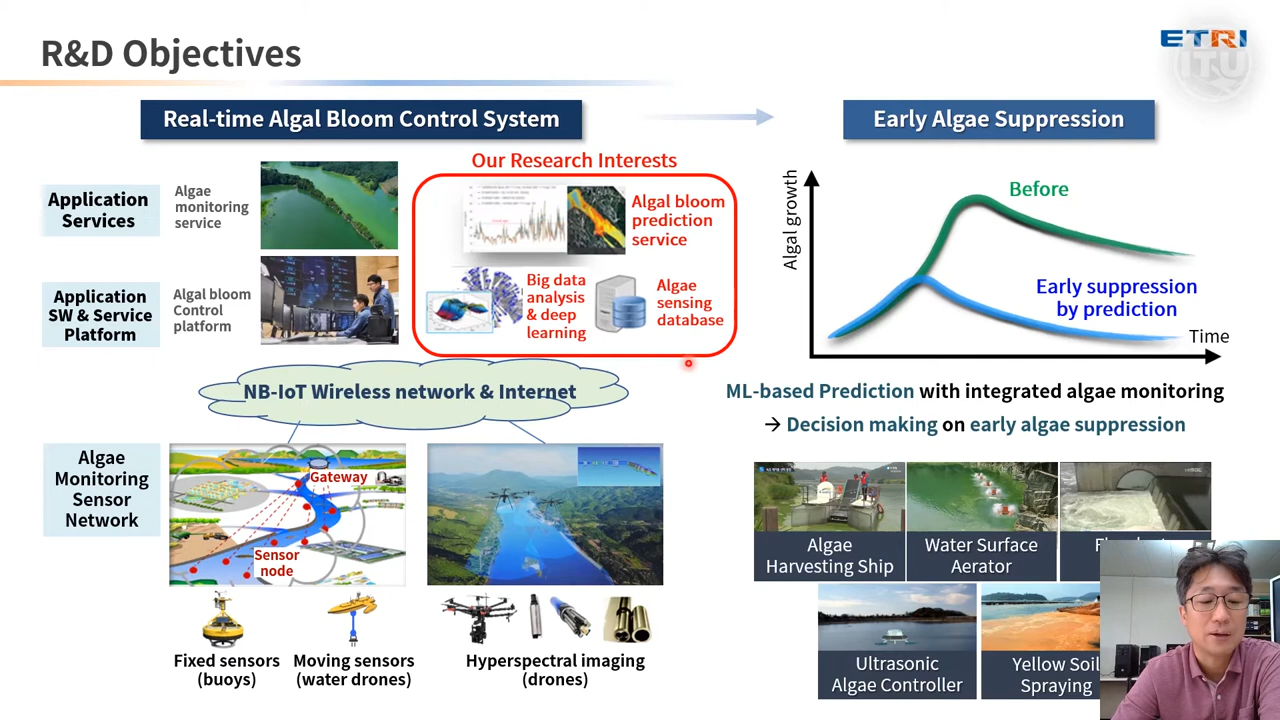 R&D Objectives
ETRI
ITU
Real-time Algal Bloom Control System
Early Algae Suppression
Our Research Interests
Application
Services
Algae
monitoring
service
Algal bloom
prediction
service
Application
SW & Service
Platform
Algal bloom
Control
platform
Big data
analysis
& deep
learning
Algae
sensing
database
Algal growth
Before
Early suppression
by prediction
Time
NB-IoT Wireless network & Internet
ML-based Prediction with integrated algae monitoring
→ Decision making on early algae suppression
Algae
Monitoring
Sensor
Network
Gateway
Sensor
node
Fixed sensors
(buoys)
Moving sensors
(water drones)
Hyperspectral imaging
(drones)
Algae
Harvesting Ship
Water Surface
Aerator
Ultrasonic
Algae Controller
Yellow Soil
Spraying